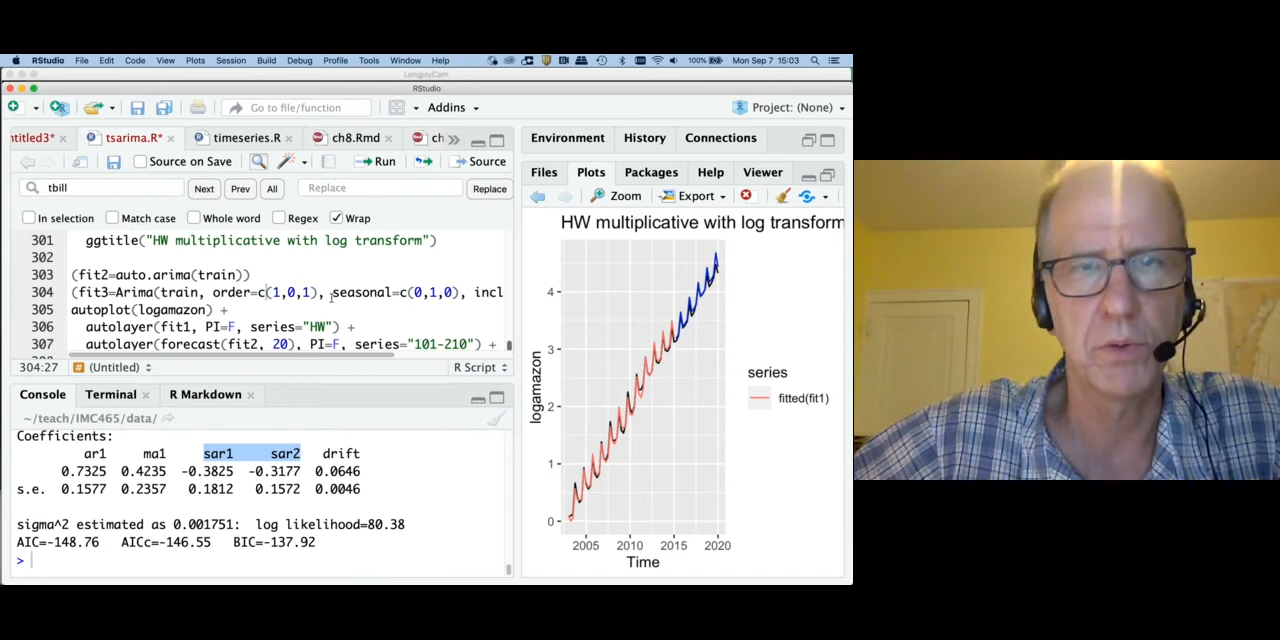 RStudio File Edit Code View Plots Session Build Debug Profile Tools Window Help 100% Mon Sep 7 15:03
LongjoyCam
RStudio
Go to file/function Addins Project: (None)
ntitled3* tsarima.R* timeseries.R ch8.Rmd ch
Source on Save Run Source
tbill Next Prev All Replace Replace
In selection Match case Whole word Regex Wrap
301 ggtitle("HW multiplicative with log transform")
302
303 (fit2=auto.arima(train))
304 (fit3=Arima(train, order=c(1,0,1), seasonal=c(0,1,0), incl
305 autoplot(logamazon) +
306 autolayer(fit1, PI=F, series="HW") +
307 autolayer(forecast(fit2, 20), PI=F, series="101-210") +
304:27 (Untitled) R Script
Console Terminal R Markdown
~/teach/IMC465/data/
Coefficients:
ar1 ma1 sar1 sar2 drift
0.7325 0.4235 -0.3825 -0.3177 0.0646
s.e. 0.1577 0.2357 0.1812 0.1572 0.0046
sigma^2 estimated as 0.001751: log likelihood=80.38
AIC=-148.76 AICc=-146.55 BIC=-137.92
>
Environment History Connections
Files Plots Packages Help Viewer
Zoom Export
HW multiplicative with log transform
logamazon
4
3
2
1
0
2005 2010 2015 2020
Time
series
fitted(fit1)